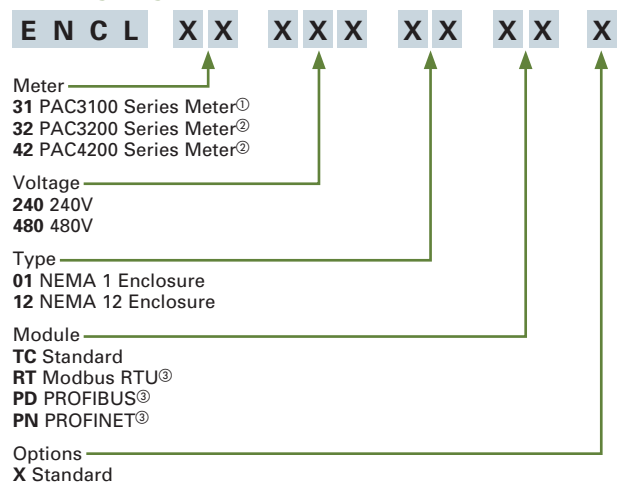 E N C L X X X X X X X X X X
Meter
31 PAC3100 Series Meter①
32 PAC3200 Series Meter②
42 PAC4200 Series Meter②
Voltage
240 240V
480 480V
Type
01 NEMA 1 Enclosure
12 NEMA 12 Enclosure
Module
TC Standard
RT Modbus RTU③
PD PROFIBUS③
PN PROFINET③
Options
X Standard